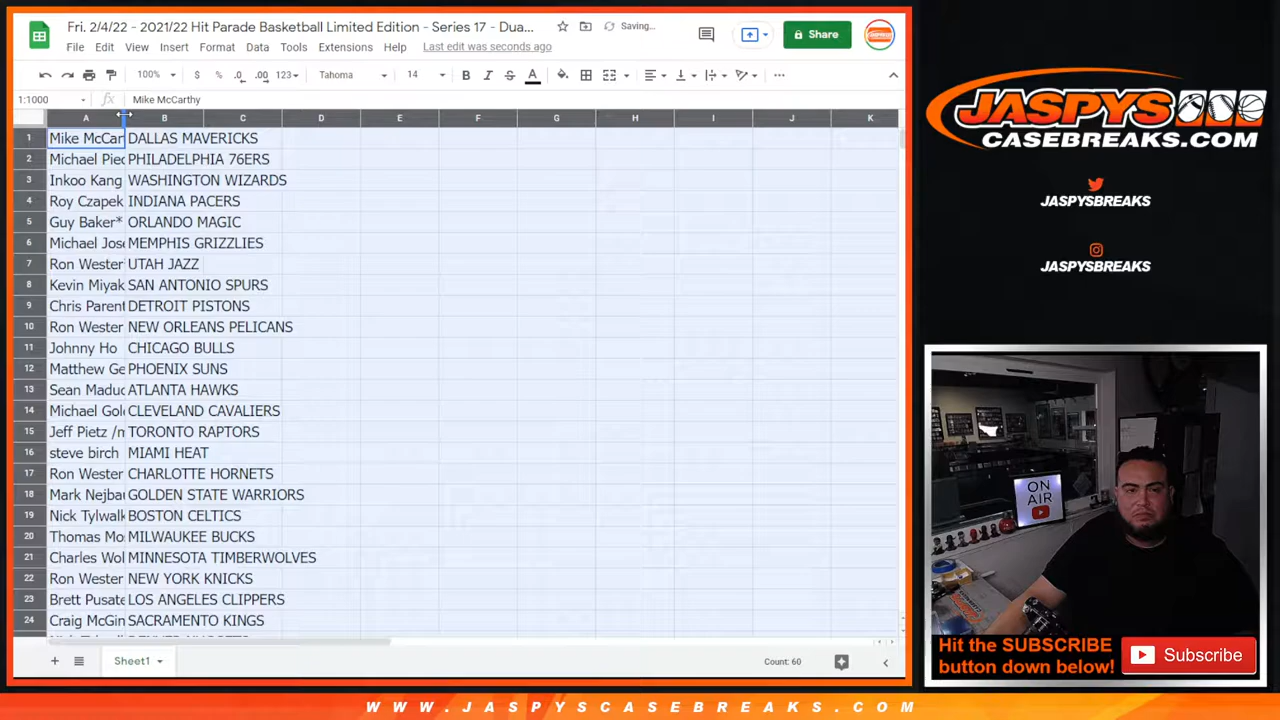 Fri. 2/4/22 - 2021/22 Hit Parade Basketball Limited Edition - Series 17 - Dua...
Saving...
Share
File Edit View Insert Format Data Tools Extensions Help Last edit was seconds ago
100% $ % .0 .00 123 Tahoma 14 B I S A
1:1000 fx Mike McCarthy
A B C D E F G H I J K
1 Mike McCar DALLAS MAVERICKS
2 Michael Piec PHILADELPHIA 76ERS
3 Inkoo Kang WASHINGTON WIZARDS
4 Roy Czapek INDIANA PACERS
5 Guy Baker* ORLANDO MAGIC
6 Michael Jose MEMPHIS GRIZZLIES
7 Ron Wester UTAH JAZZ
8 Kevin Miyak SAN ANTONIO SPURS
9 Chris Parent DETROIT PISTONS
10 Ron Wester NEW ORLEANS PELICANS
11 Johnny Ho CHICAGO BULLS
12 Matthew Ge PHOENIX SUNS
13 Sean Maduc ATLANTA HAWKS
14 Michael Gold CLEVELAND CAVALIERS
15 Jeff Pietz /m TORONTO RAPTORS
16 steve birch MIAMI HEAT
17 Ron Wester CHARLOTTE HORNETS
18 Mark Nejbau GOLDEN STATE WARRIORS
19 Nick Tylwalk BOSTON CELTICS
20 Thomas Mo MILWAUKEE BUCKS
21 Charles Wol MINNESOTA TIMBERWOLVES
22 Ron Wester NEW YORK KNICKS
23 Brett Pusate LOS ANGELES CLIPPERS
24 Craig McGin SACRAMENTO KINGS
Sheet1
Count: 60
JASPYS
CASEBREAKS.COM
JASPYSBREAKS
JASPYSBREAKS
ON
AIR
Hit the SUBSCRIBE
button down below!
Subscribe
WWW.JASPYSCASEBREAKS.COM